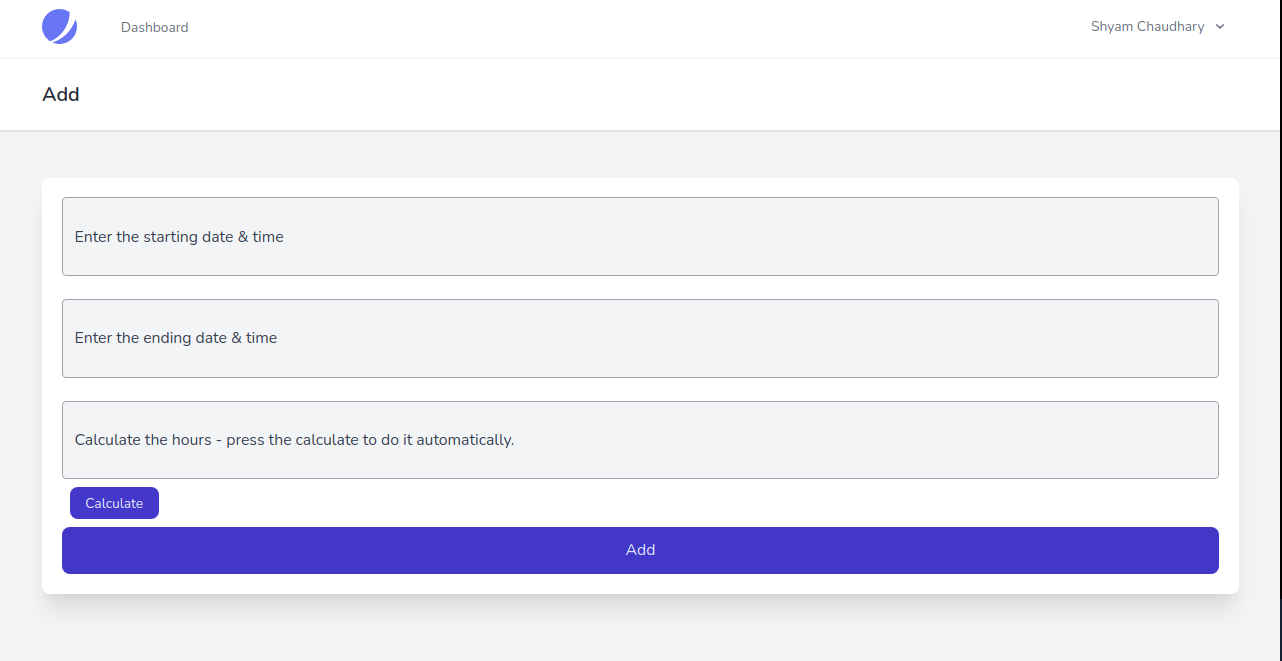 Dashboard
Shyam Chaudhary
Add
Enter the starting date & time
Enter the ending date & time
Calculate the hours - press the calculate to do it automatically.
Calculate
Add